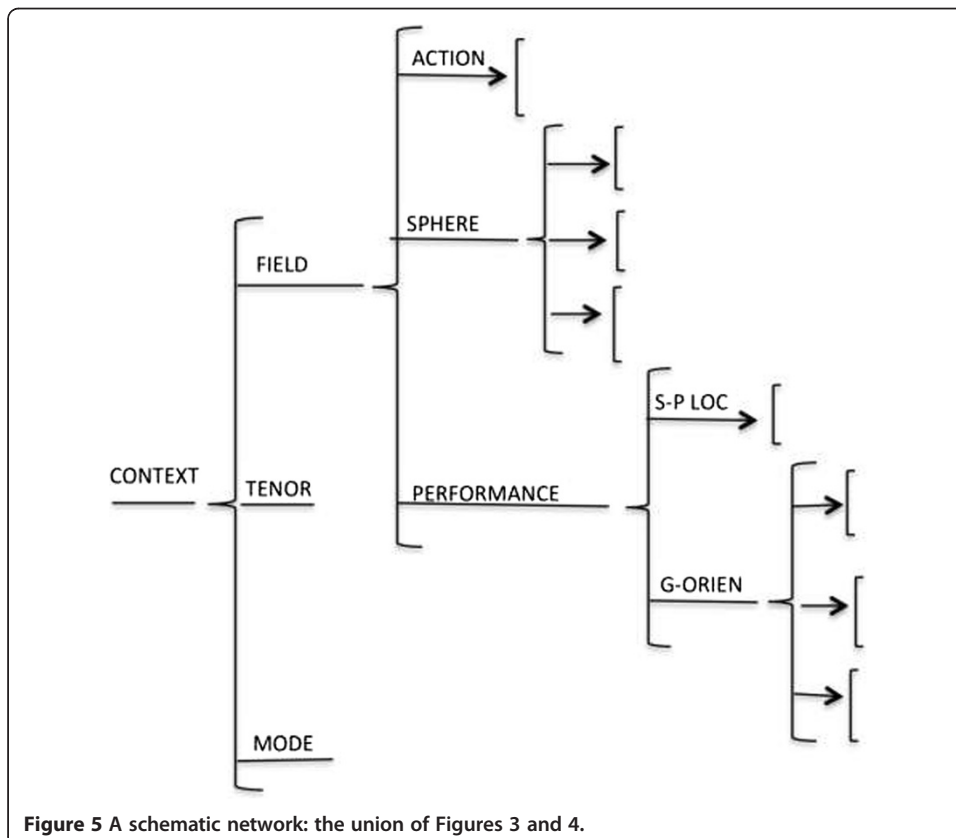 ACTION
SPHERE
FIELD
S-P LOC
CONTEXT
TENOR
PERFORMANCE
G-ORIEN
MODE
Figure 5 A schematic network: the union of Figures 3 and 4.